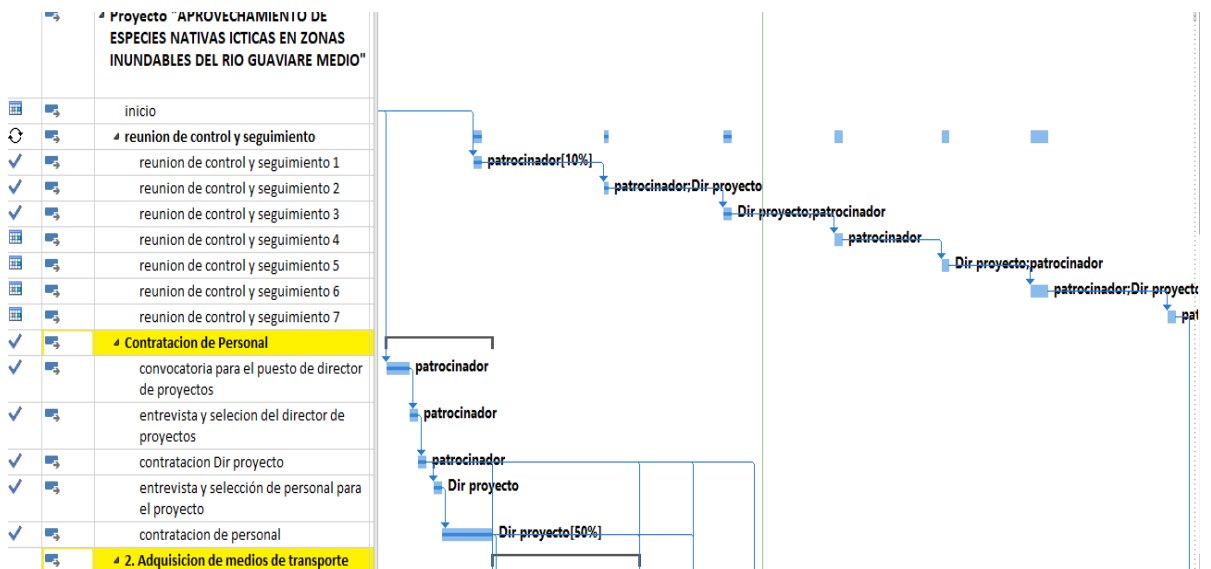 Proyecto "APROVECHAMIENTO DE
ESPECIES NATIVAS ICTICAS EN ZONAS
INUNDABLES DEL RIO GUAVIARE MEDIO"
inicio
reunion de control y seguimiento
reunion de control y seguimiento 1
patrocinador[10%]
reunion de control y seguimiento 2
patrocinador;Dir proyecto
reunion de control y seguimiento 3
Dir proyecto;patrocinador
reunion de control y seguimiento 4
patrocinador
reunion de control y seguimiento 5
Dir proyecto;patrocinador
reunion de control y seguimiento 6
patrocinador;Dir proyecto
reunion de control y seguimiento 7
pat
Contratacion de Personal
convocatoria para el puesto de director
de proyectos
patrocinador
entrevista y selecion del director de
proyectos
patrocinador
contratacion Dir proyecto
patrocinador
entrevista y selección de personal para
el proyecto
Dir proyecto
contratacion de personal
Dir proyecto[50%]
2. Adquisicion de medios de transporte